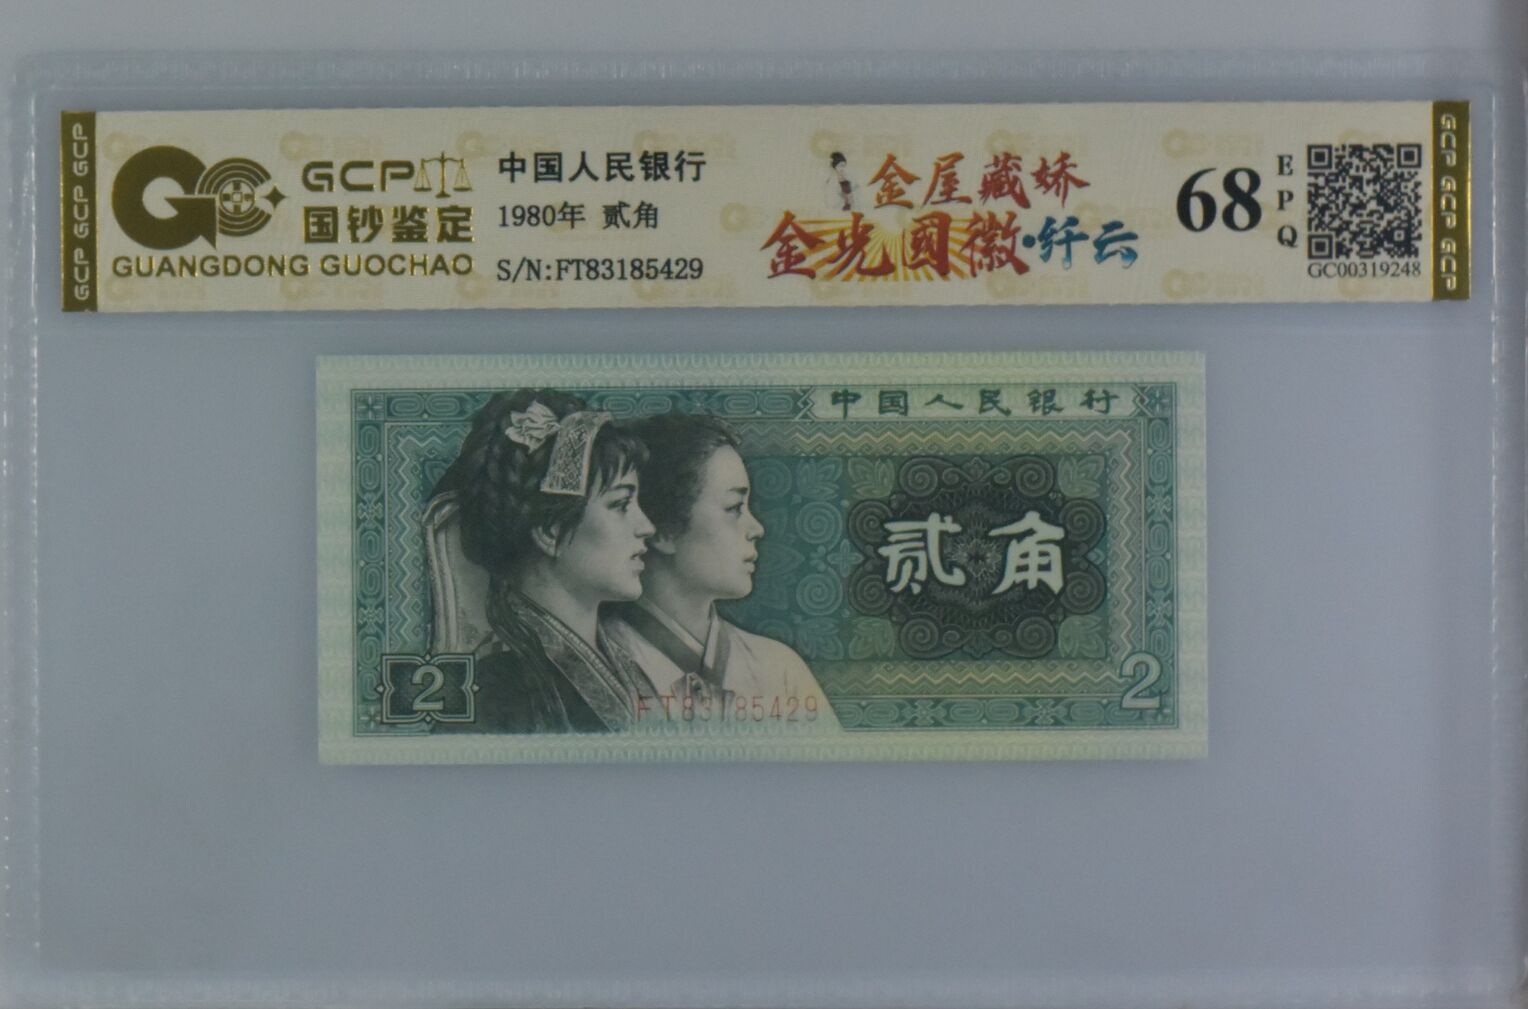 GCP GCP GCP
GCP
国钞鉴定
GUANGDONG GUOCHAO
中国人民银行
1980年 贰角
S/N:FT83185429
金屋藏娇
金光國徽·纤云
68
EPQ
GC00319248
GCP GCP GCP
中国人民银行
贰角
2
FT83185429
2